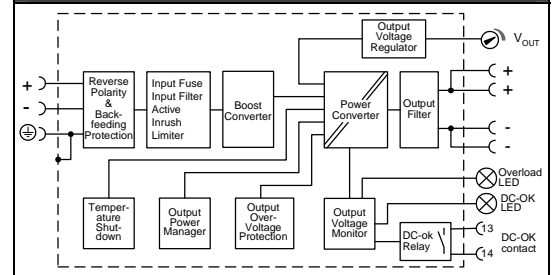 Output
Voltage
Regulator
VOUT
+
-
Reverse
Polarity
&
Back-
feeding
Protection
Input Fuse
Input Filter
Active
Inrush
Limiter
Boost
Converter
Power
Converter
Output
Filter
+
+
-
-
Temper-
ature
Shut-
down
Output
Power
Manager
Output
Over-
Voltage
Protection
Output
Voltage
Monitor
Overload
LED
DC-OK
LED
DC-ok
Relay
13
14
DC-OK
contact